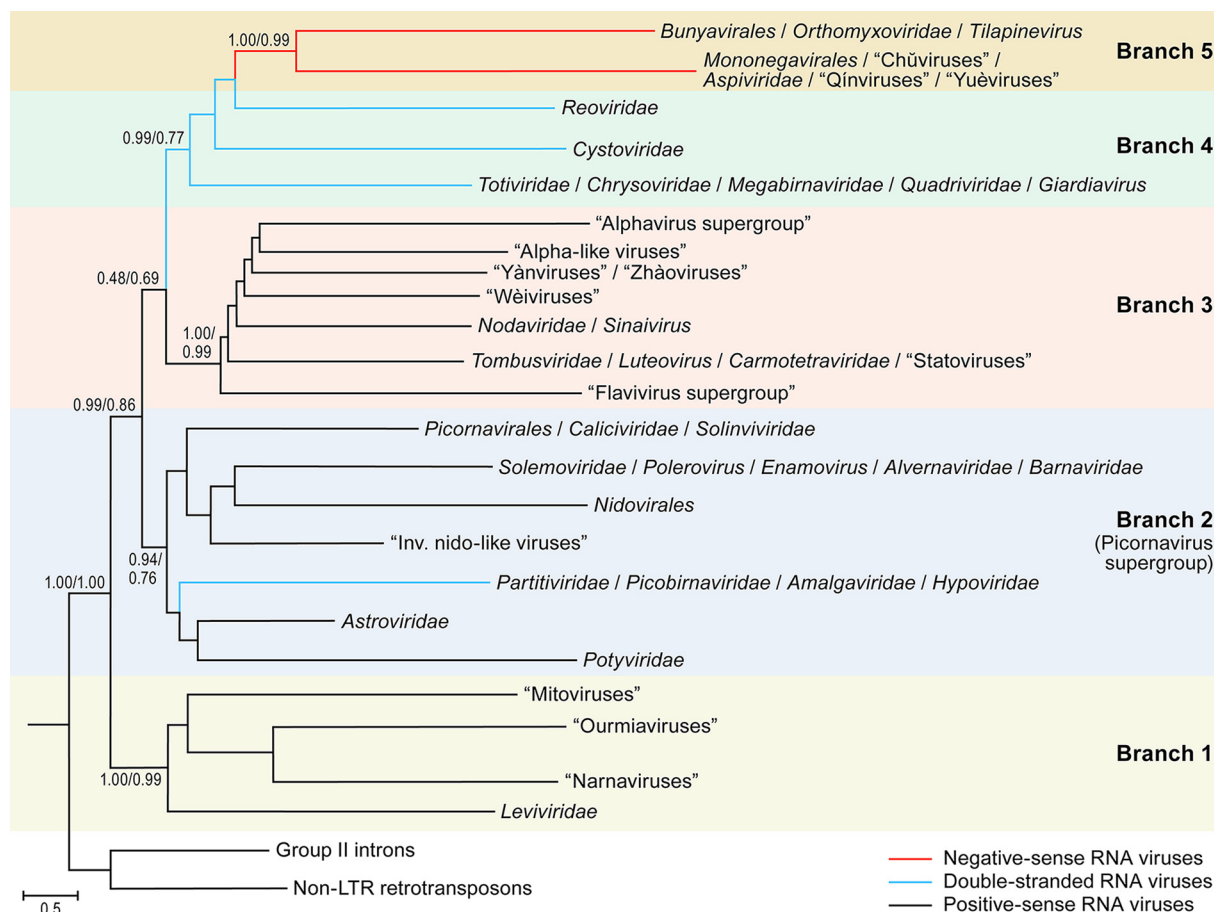 1.00/0.99
Bunyavirales / Orthomyxoviridae / Tilapinevirus
Mononegavirales / “Chŭviruses” /
Aspiviridae / “Qínviruses” / “Yuèviruses”
Branch 5
Reoviridae
0.99/0.77
Cystoviridae
Branch 4
Totiviridae / Chrysoviridae / Megabirnaviridae / Quadriviridae / Giardiavirus
“Alphavirus supergroup”
“Alpha-like viruses”
“Yànviruses” / “Zhàoviruses”
0.48/0.69
“Wèiviruses”
Branch 3
Nodaviridae / Sinaivirus
1.00/
0.99
Tombusviridae / Luteovirus / Carmotetraviridae / “Statoviruses”
“Flavivirus supergroup”
0.99/0.86
Picornavirales / Caliciviridae / Solinviviridae
Solemoviridae / Polerovirus / Enamovirus / Alvernaviridae / Barnaviridae
Nidovirales
Branch 2
(Picornavirus
supergroup)
“Inv. nido-like viruses”
0.94/
0.76
1.00/1.00
Partitiviridae / Picobirnaviridae / Amalgaviridae / Hypoviridae
Astroviridae
Potyviridae
“Mitoviruses”
“Ourmiaviruses”
Branch 1
1.00/0.99
“Narnaviruses”
Leviviridae
Group II introns
Non-LTR retrotransposons
0.5
Negative-sense RNA viruses
Double-stranded RNA viruses
Positive-sense RNA viruses